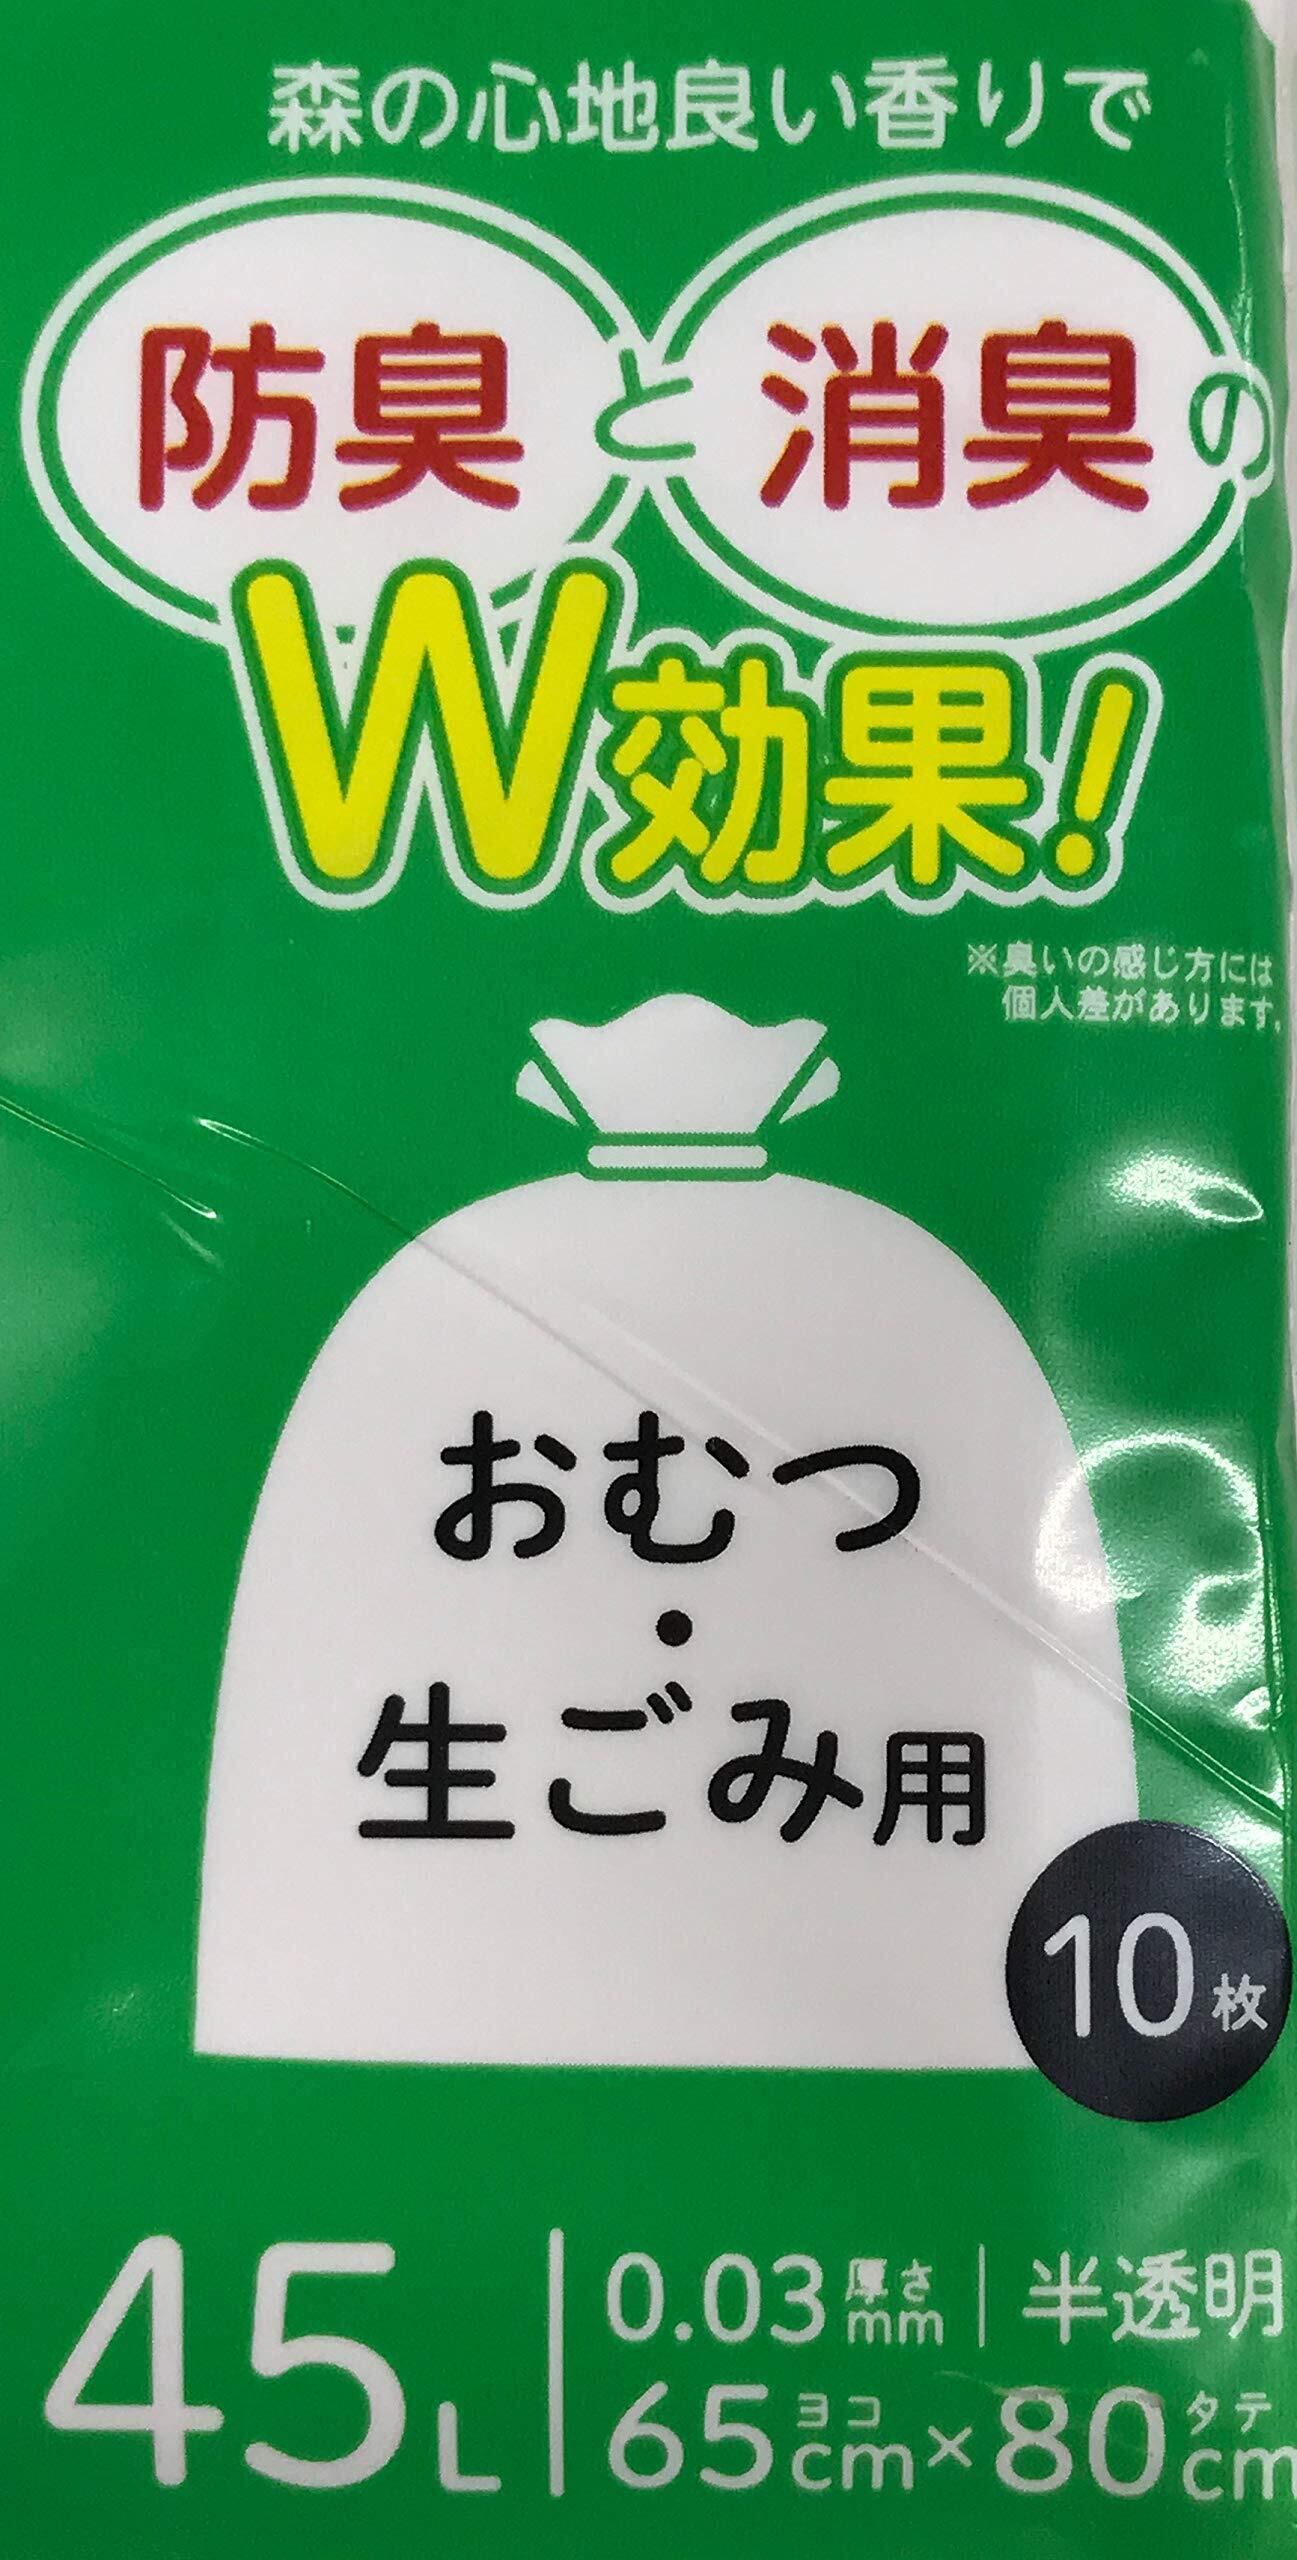 森の心地良い香りで
防臭と消臭の
W効果!
※臭いの感じ方には
個人差があります。
おむつ
・
生ごみ用
10枚
45L
0.03厚さmm|半透明
65ヨコcm×80タテcm